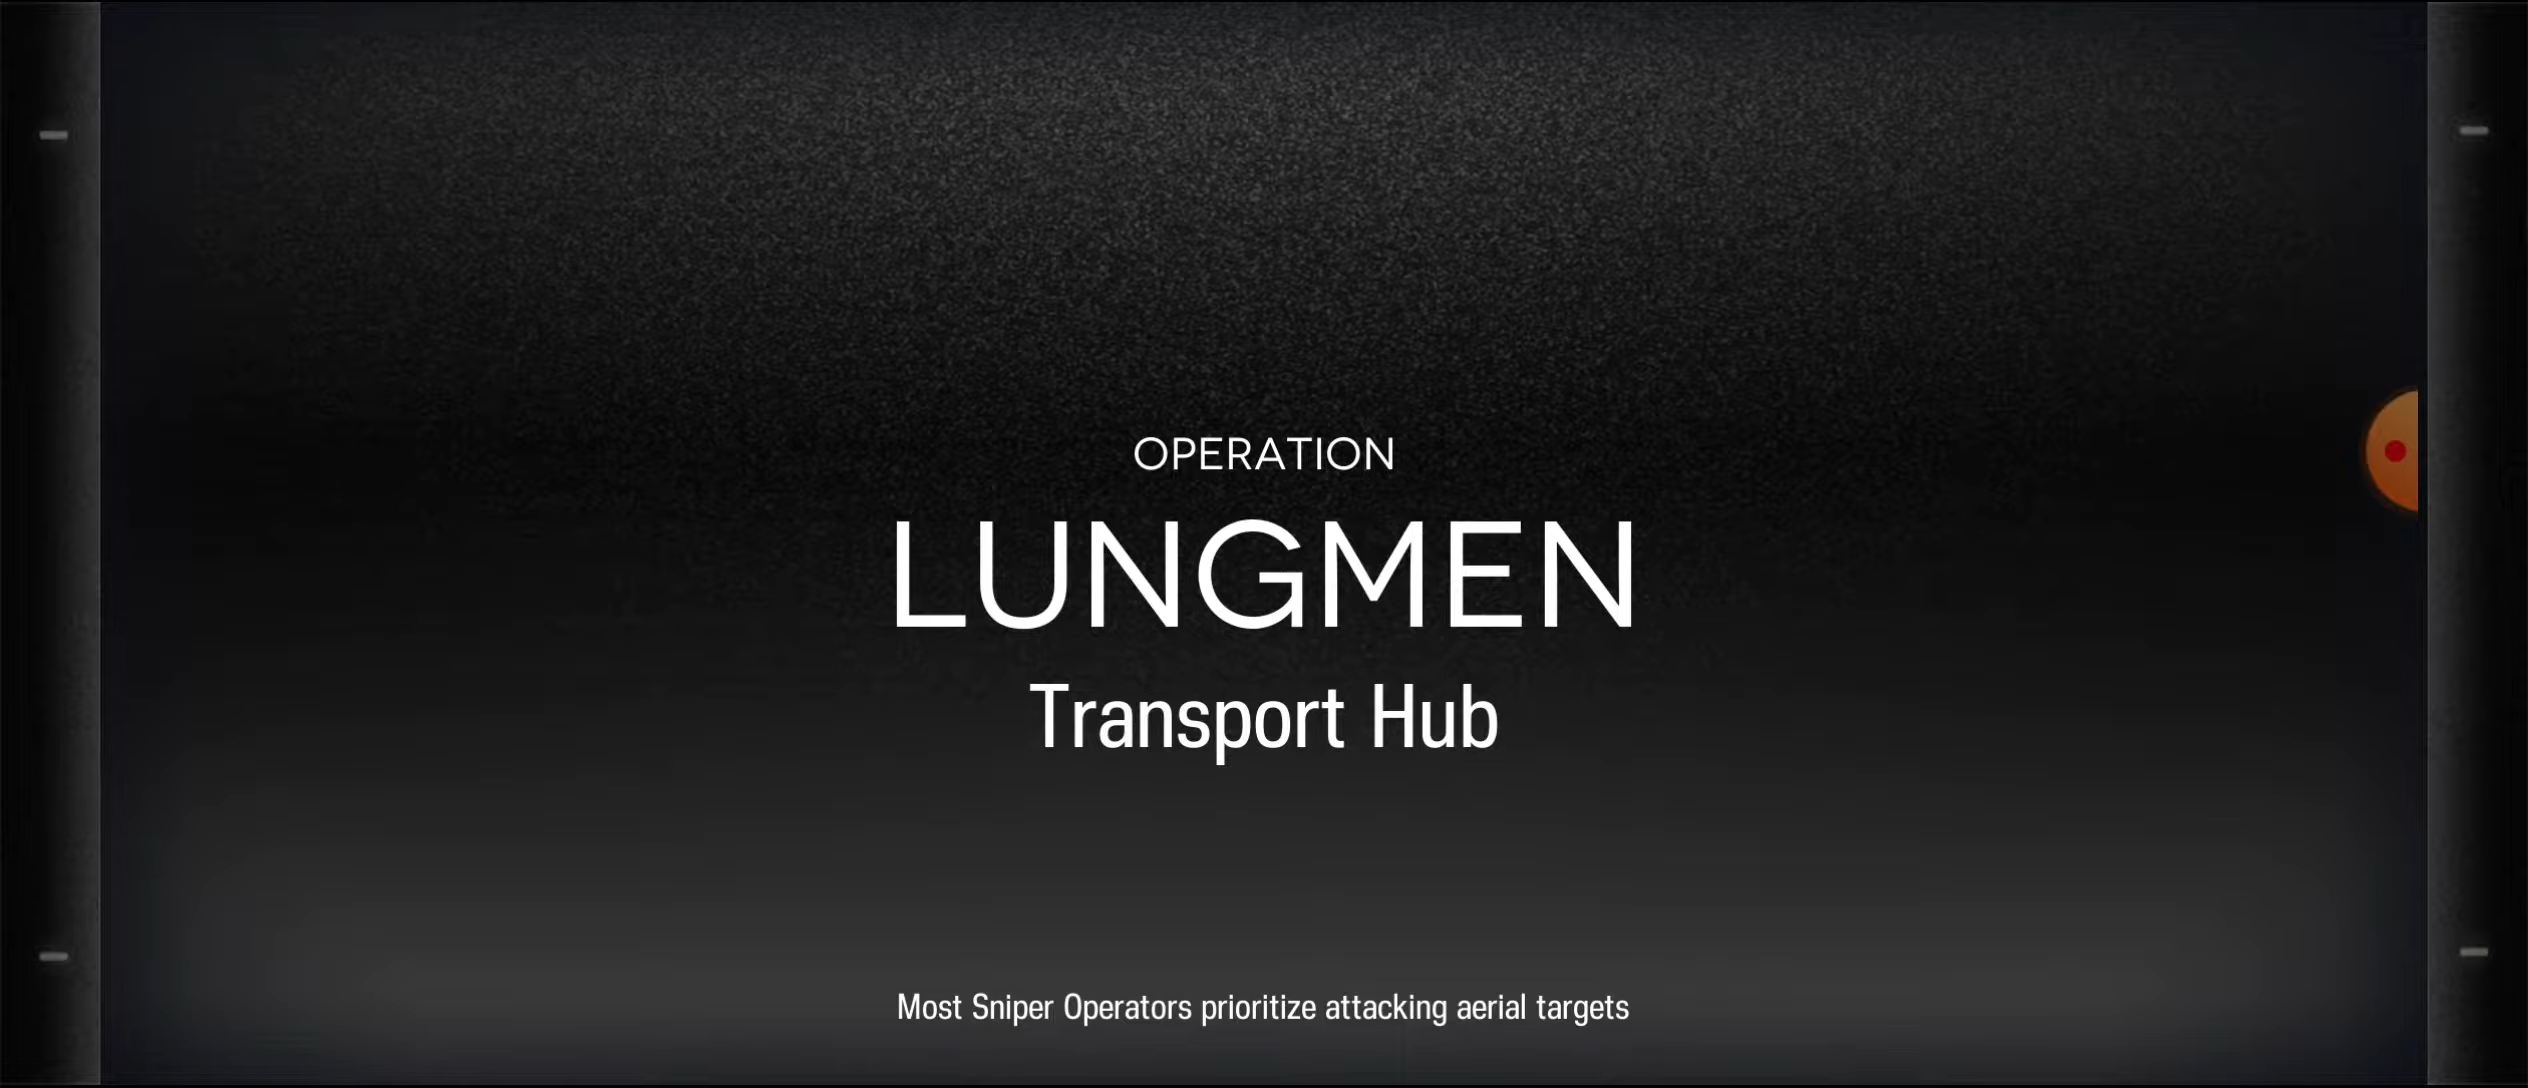 OPERATION
LUNGMEN
Transport Hub
Most Sniper Operators prioritize attacking aerial targets